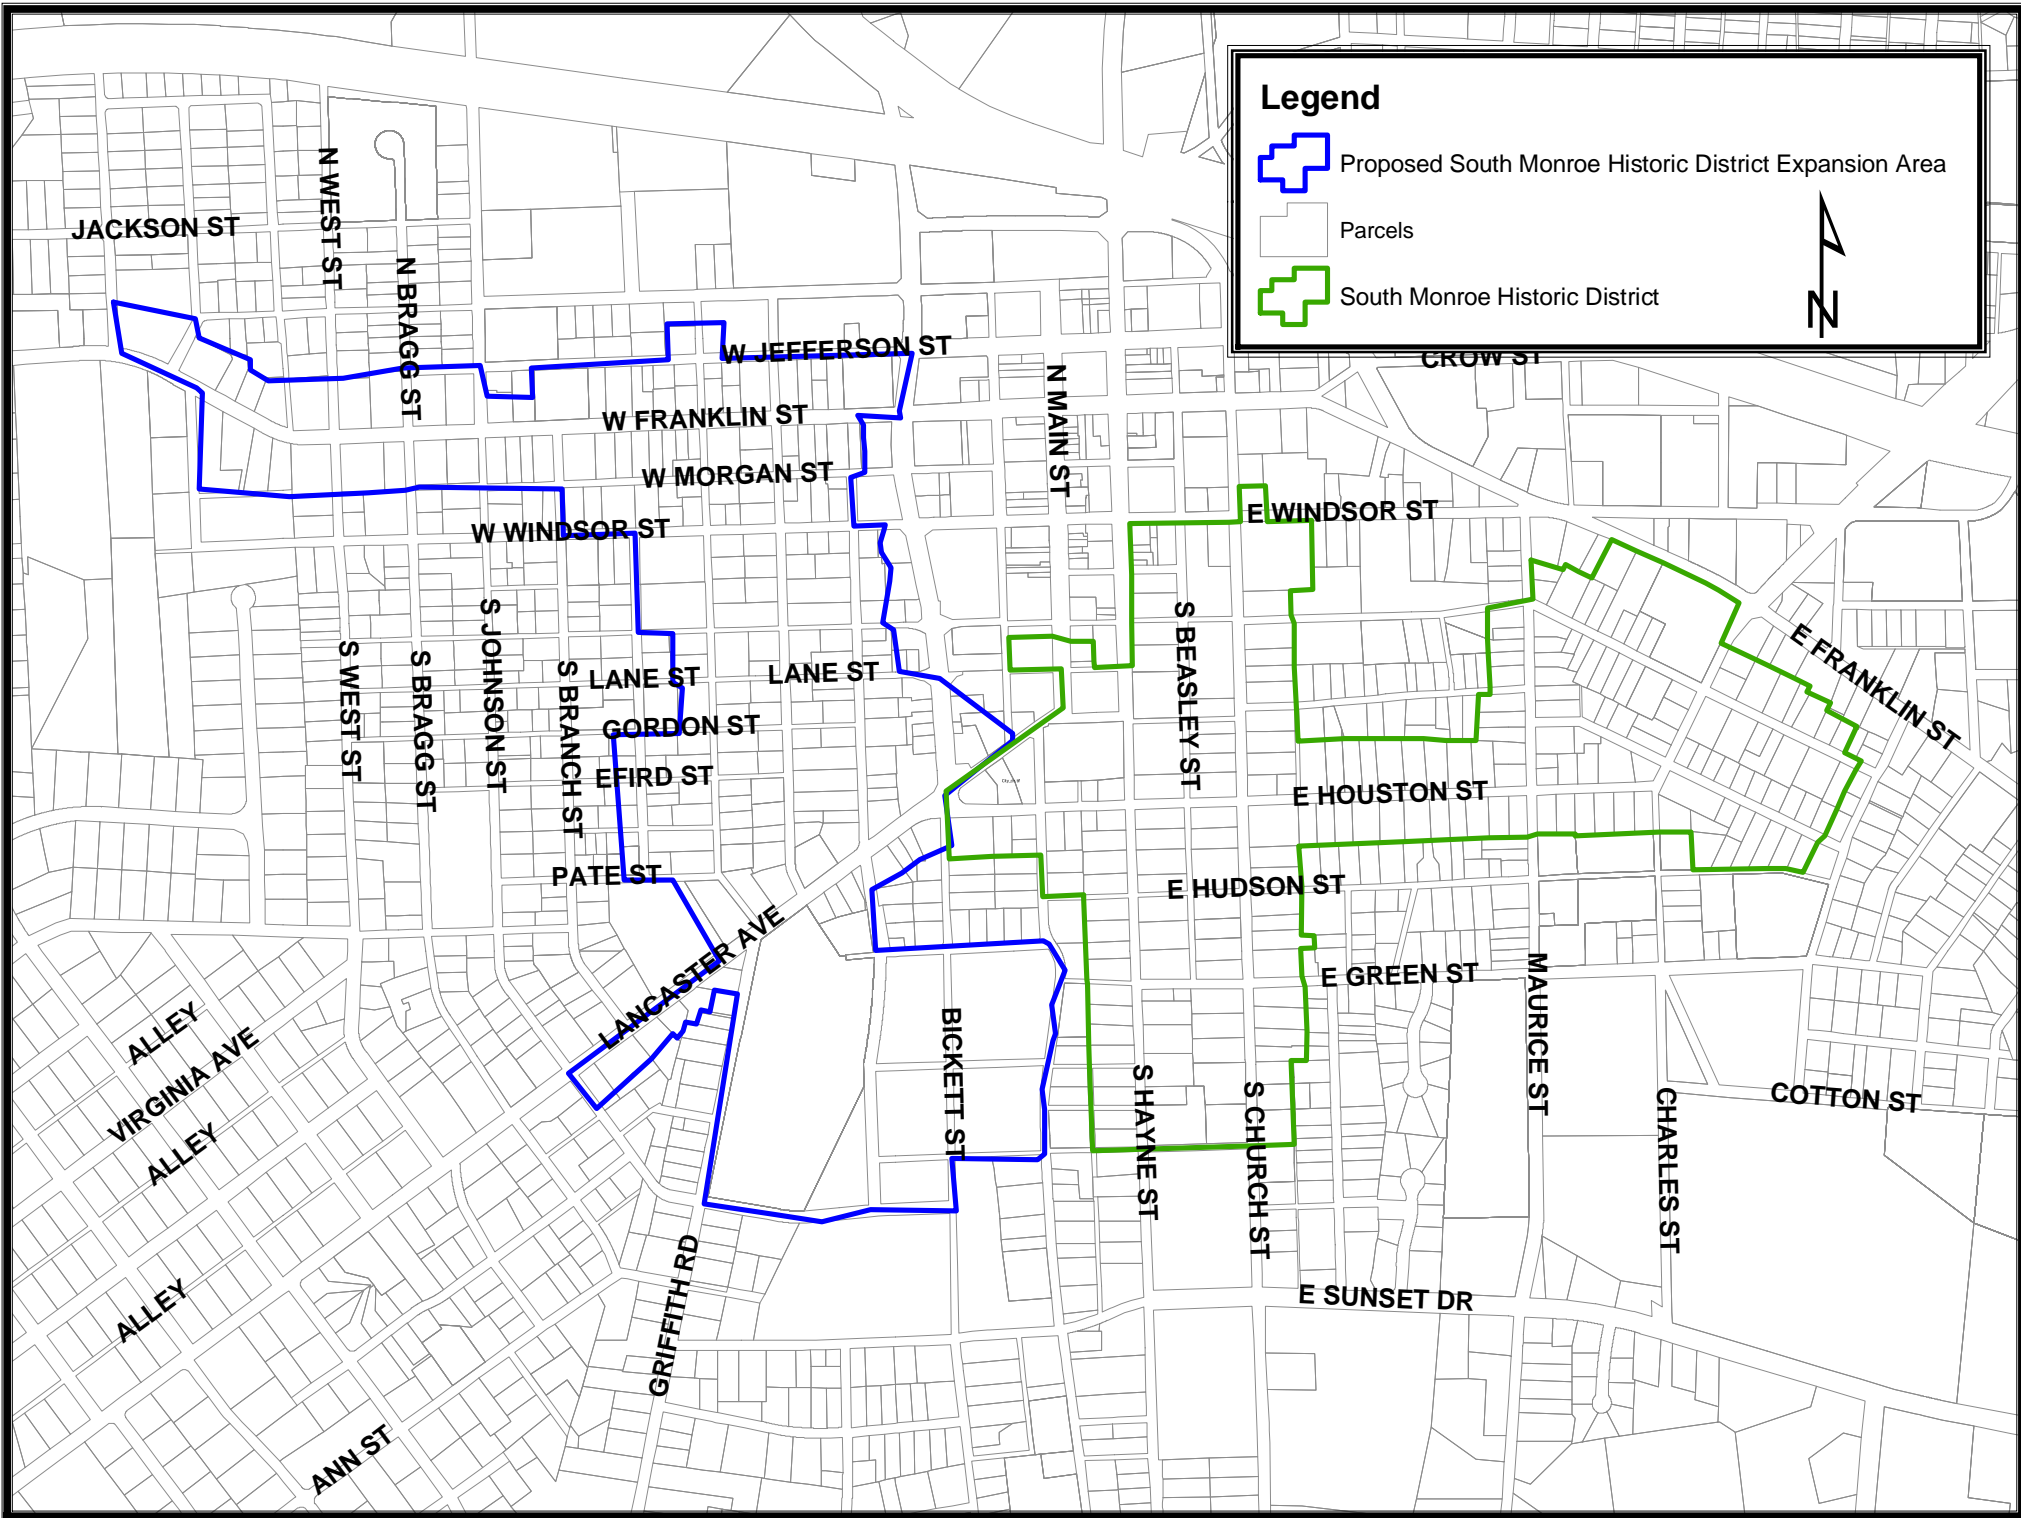 Legend
Proposed South Monroe Historic District Expansion Area
Parcels
South Monroe Historic District
N
JACKSON ST
N WEST ST
N BRAGG ST
W JEFFERSON ST
CROW ST
N MAIN ST
W FRANKLIN ST
W MORGAN ST
W WINDSOR ST
E WINDSOR ST
S WEST ST
S BRAGG ST
S JOHNSON ST
S BRANCH ST
LANE ST
LANE ST
S BEASLEY ST
E FRANKLIN ST
GORDON ST
EFIRD ST
E HOUSTON ST
PATE ST
E HUDSON ST
LANCASTER AVE
E GREEN ST
MAURICE ST
ALLEY
VIRGINIA AVE
ALLEY
BICKETT ST
S HAYNE ST
S CHURCH ST
CHARLES ST
COTTON ST
ALLEY
GRIFFITH RD
E SUNSET DR
ANN ST